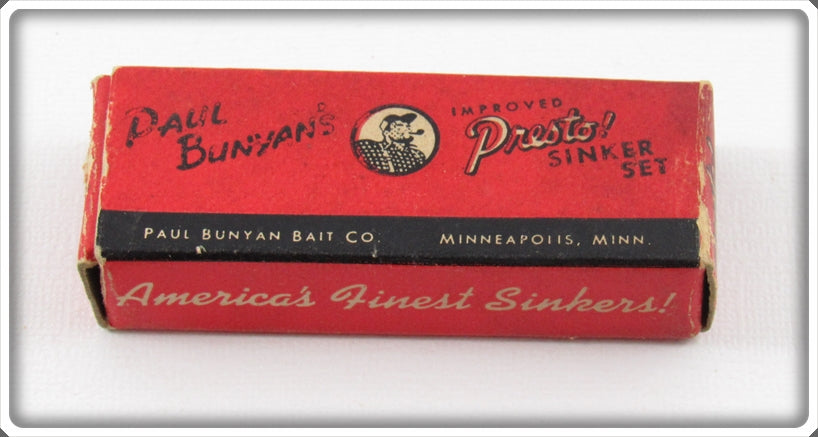 PAUL BUNYAN'S
IMPROVED
Presto!
SINKER
SET
PAUL BUNYAN BAIT CO. MINNEAPOLIS, MINN.
America's Finest Sinkers!